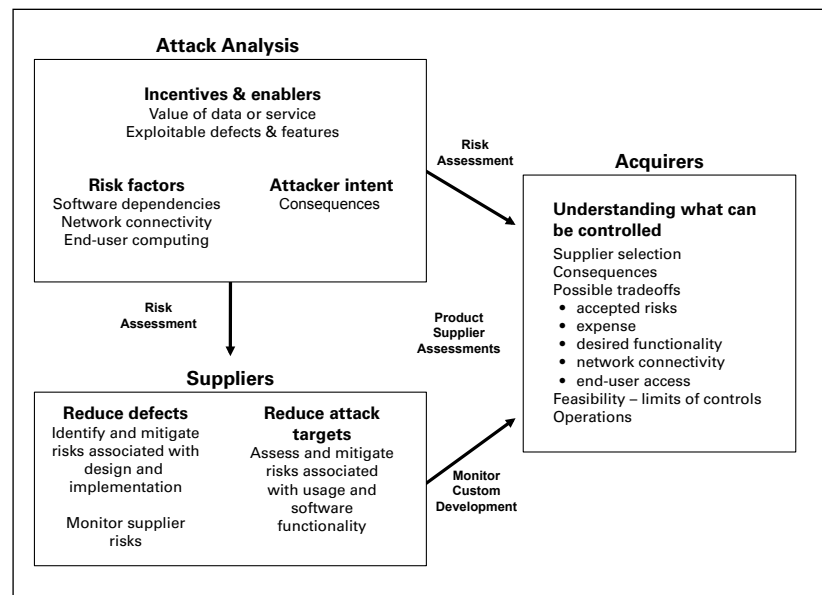 Attack Analysis
Incentives & enablers
Value of data or service
Exploitable defects & features
Risk factors
Software dependencies
Network connectivity
End-user computing
Attacker intent
Consequences
Risk
Assessment
Risk
Assessment
Suppliers
Reduce defects
Identify and mitigate
risks associated with
design and
implementation
Monitor supplier
risks
Reduce attack
targets
Assess and mitigate
risks associated
with usage and
software
functionality
Product
Supplier
Assessments
Monitor
Custom
Development
Acquirers
Understanding what can
be controlled
Supplier selection
Consequences
Possible tradeoffs
• accepted risks
• expense
• desired functionality
• network connectivity
• end-user access
Feasibility – limits of controls
Operations